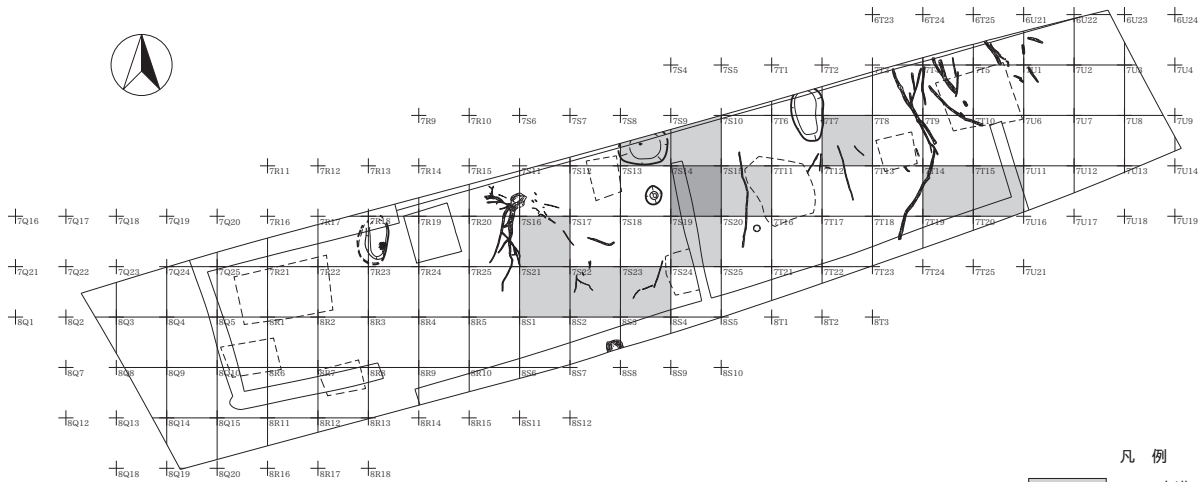 6T23 6T24 6T25 6U21 6U22 6U23 6U24
7S4 7S5 7T1 7T2 7T3 7T4 7T5 7U1 7U2 7U3 7U4
7R9 7R10 7S6 7S7 7S8 7S9 7S10 7T6 7T7 7T8 7T9 7T10 7U6 7U7 7U8 7U9
7R11 7R12 7R13 7R14 7R15 7S11 7S12 7S13 7S14 7S15 7T11 7T12 7T13 7T14 7T15 7U11 7U12 7U13 7U14
7Q16 7Q17 7Q18 7Q19 7Q20 7R16 7R17 7R18 7R19 7R20 7S16 7S17 7S18 7S19 7S20 7T16 7T17 7T18 7T19 7T20 7U16 7U17 7U18 7U19
7Q21 7Q22 7Q23 7Q24 7Q25 7R21 7R22 7R23 7R24 7R25 7S21 7S22 7S23 7S24 7S25 7T21 7T22 7T23 7T24 7T25 7U21
8Q1 8Q2 8Q3 8Q4 8Q5 8R1 8R2 8R3 8R4 8R5 8S1 8S2 8S3 8S4 8S5 8T1 8T2 8T3
8Q7 8Q8 8Q9 8Q10 8R6 8R7 8R8 8R9 8R10 8S6 8S7 8S8 8S9 8S10
8Q12 8Q13 8Q14 8Q15 8R11 8R12 8R13 8R14 8R15 8S11 8S12
8Q18 8Q19 8Q20 8R16 8R17 8R18
凡 例